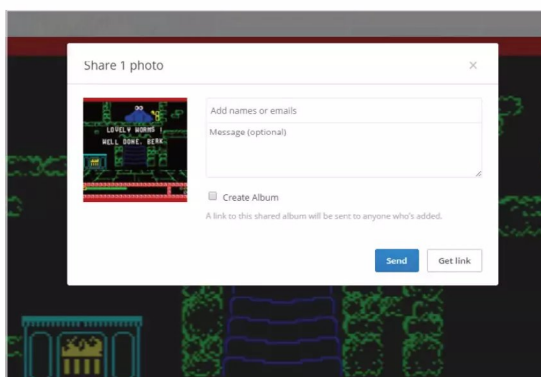 Share 1 photo
×
LOVELY WORMS !
WELL DONE, BERK
Add names or emails
Message (optional)
Create Album
A link to this shared album will be sent to anyone who's added.
Send
Get link